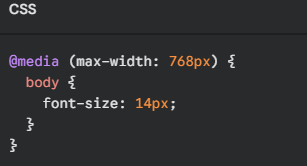 CSS
@media (max-width: 768px) {
  body {
    font-size: 14px;
  }
}